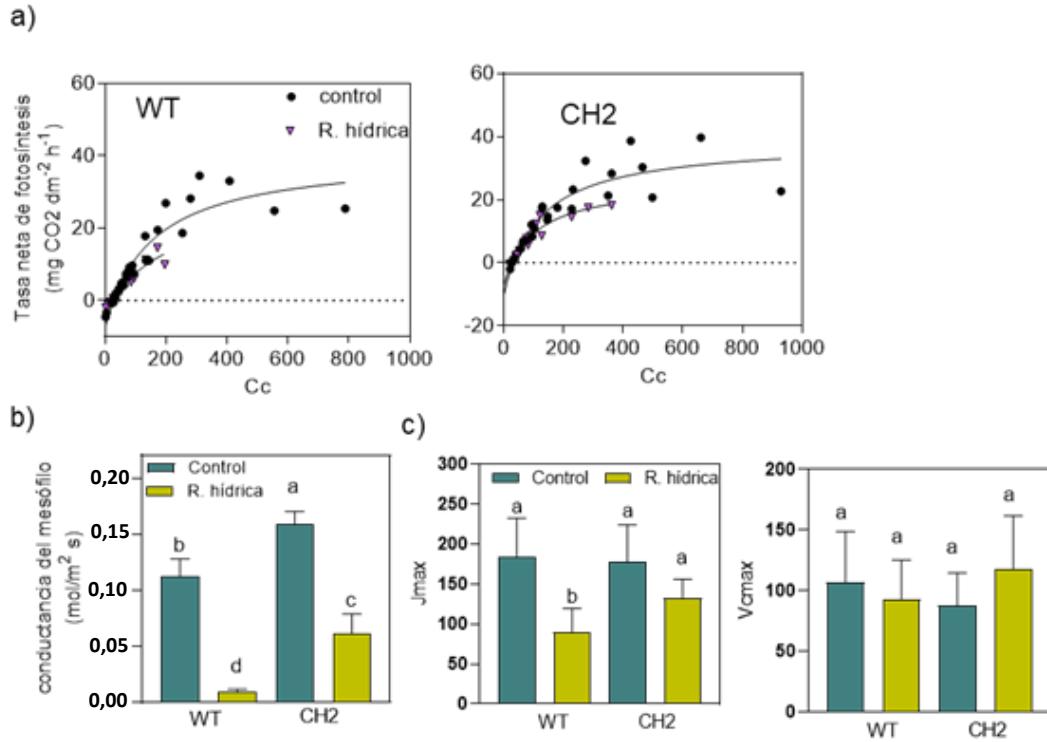 a)
Tasa neta de fotosíntesis
(mg CO2 dm-2 h-1)
60
40
20
0
WT
control
R. hídrica
0 200 400 600 800 1000
Cc
60
40
20
0
-20
CH2
0 200 400 600 800 1000
Cc
b)
conductancia del mesófilo
(mol/m² s)
0,20
0,15
0,10
0,05
0,00
Control
R. hídrica
b
d
a
c
WT CH2
c)
Jmax
300
250
200
150
100
50
0
Control R. hídrica
a
b
a
a
WT CH2
Vcmax
200
150
100
50
0
a
a
a
a
WT CH2